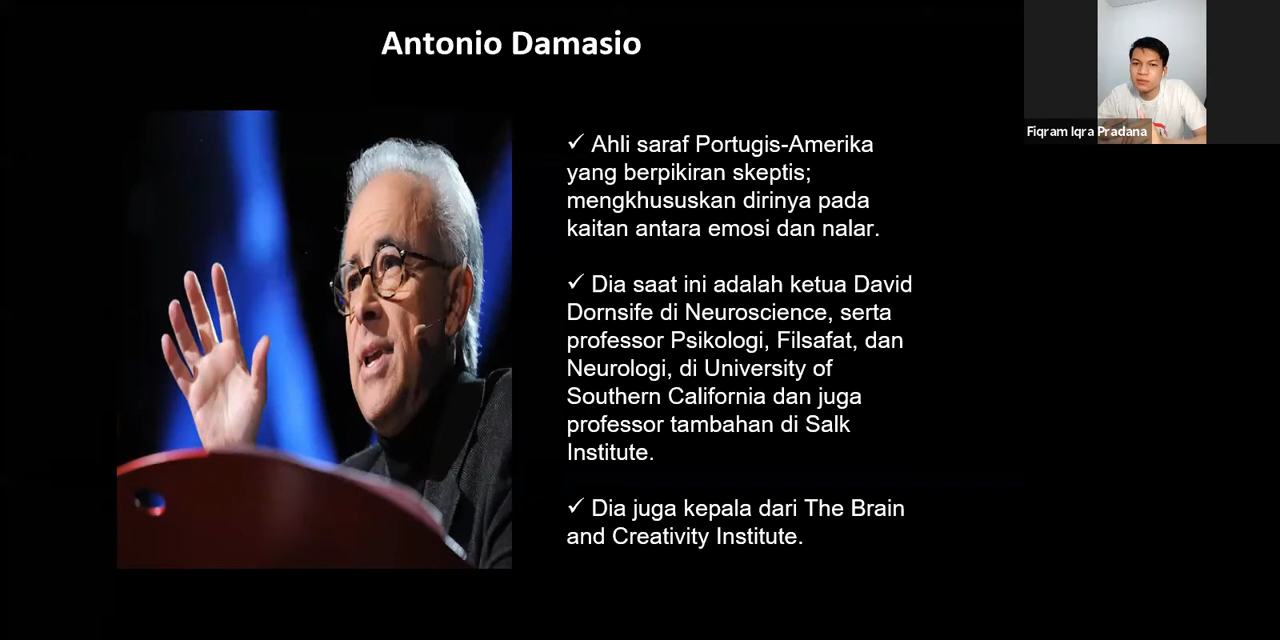 Antonio Damasio
Fiqram Iqra Pradana
✓ Ahli saraf Portugis-Amerika
yang berpikiran skeptis;
mengkhususkan dirinya pada
kaitan antara emosi dan nalar.
✓ Dia saat ini adalah ketua David
Dornsife di Neuroscience, serta
professor Psikologi, Filsafat, dan
Neurologi, di University of
Southern California dan juga
professor tambahan di Salk
Institute.
✓ Dia juga kepala dari The Brain
and Creativity Institute.